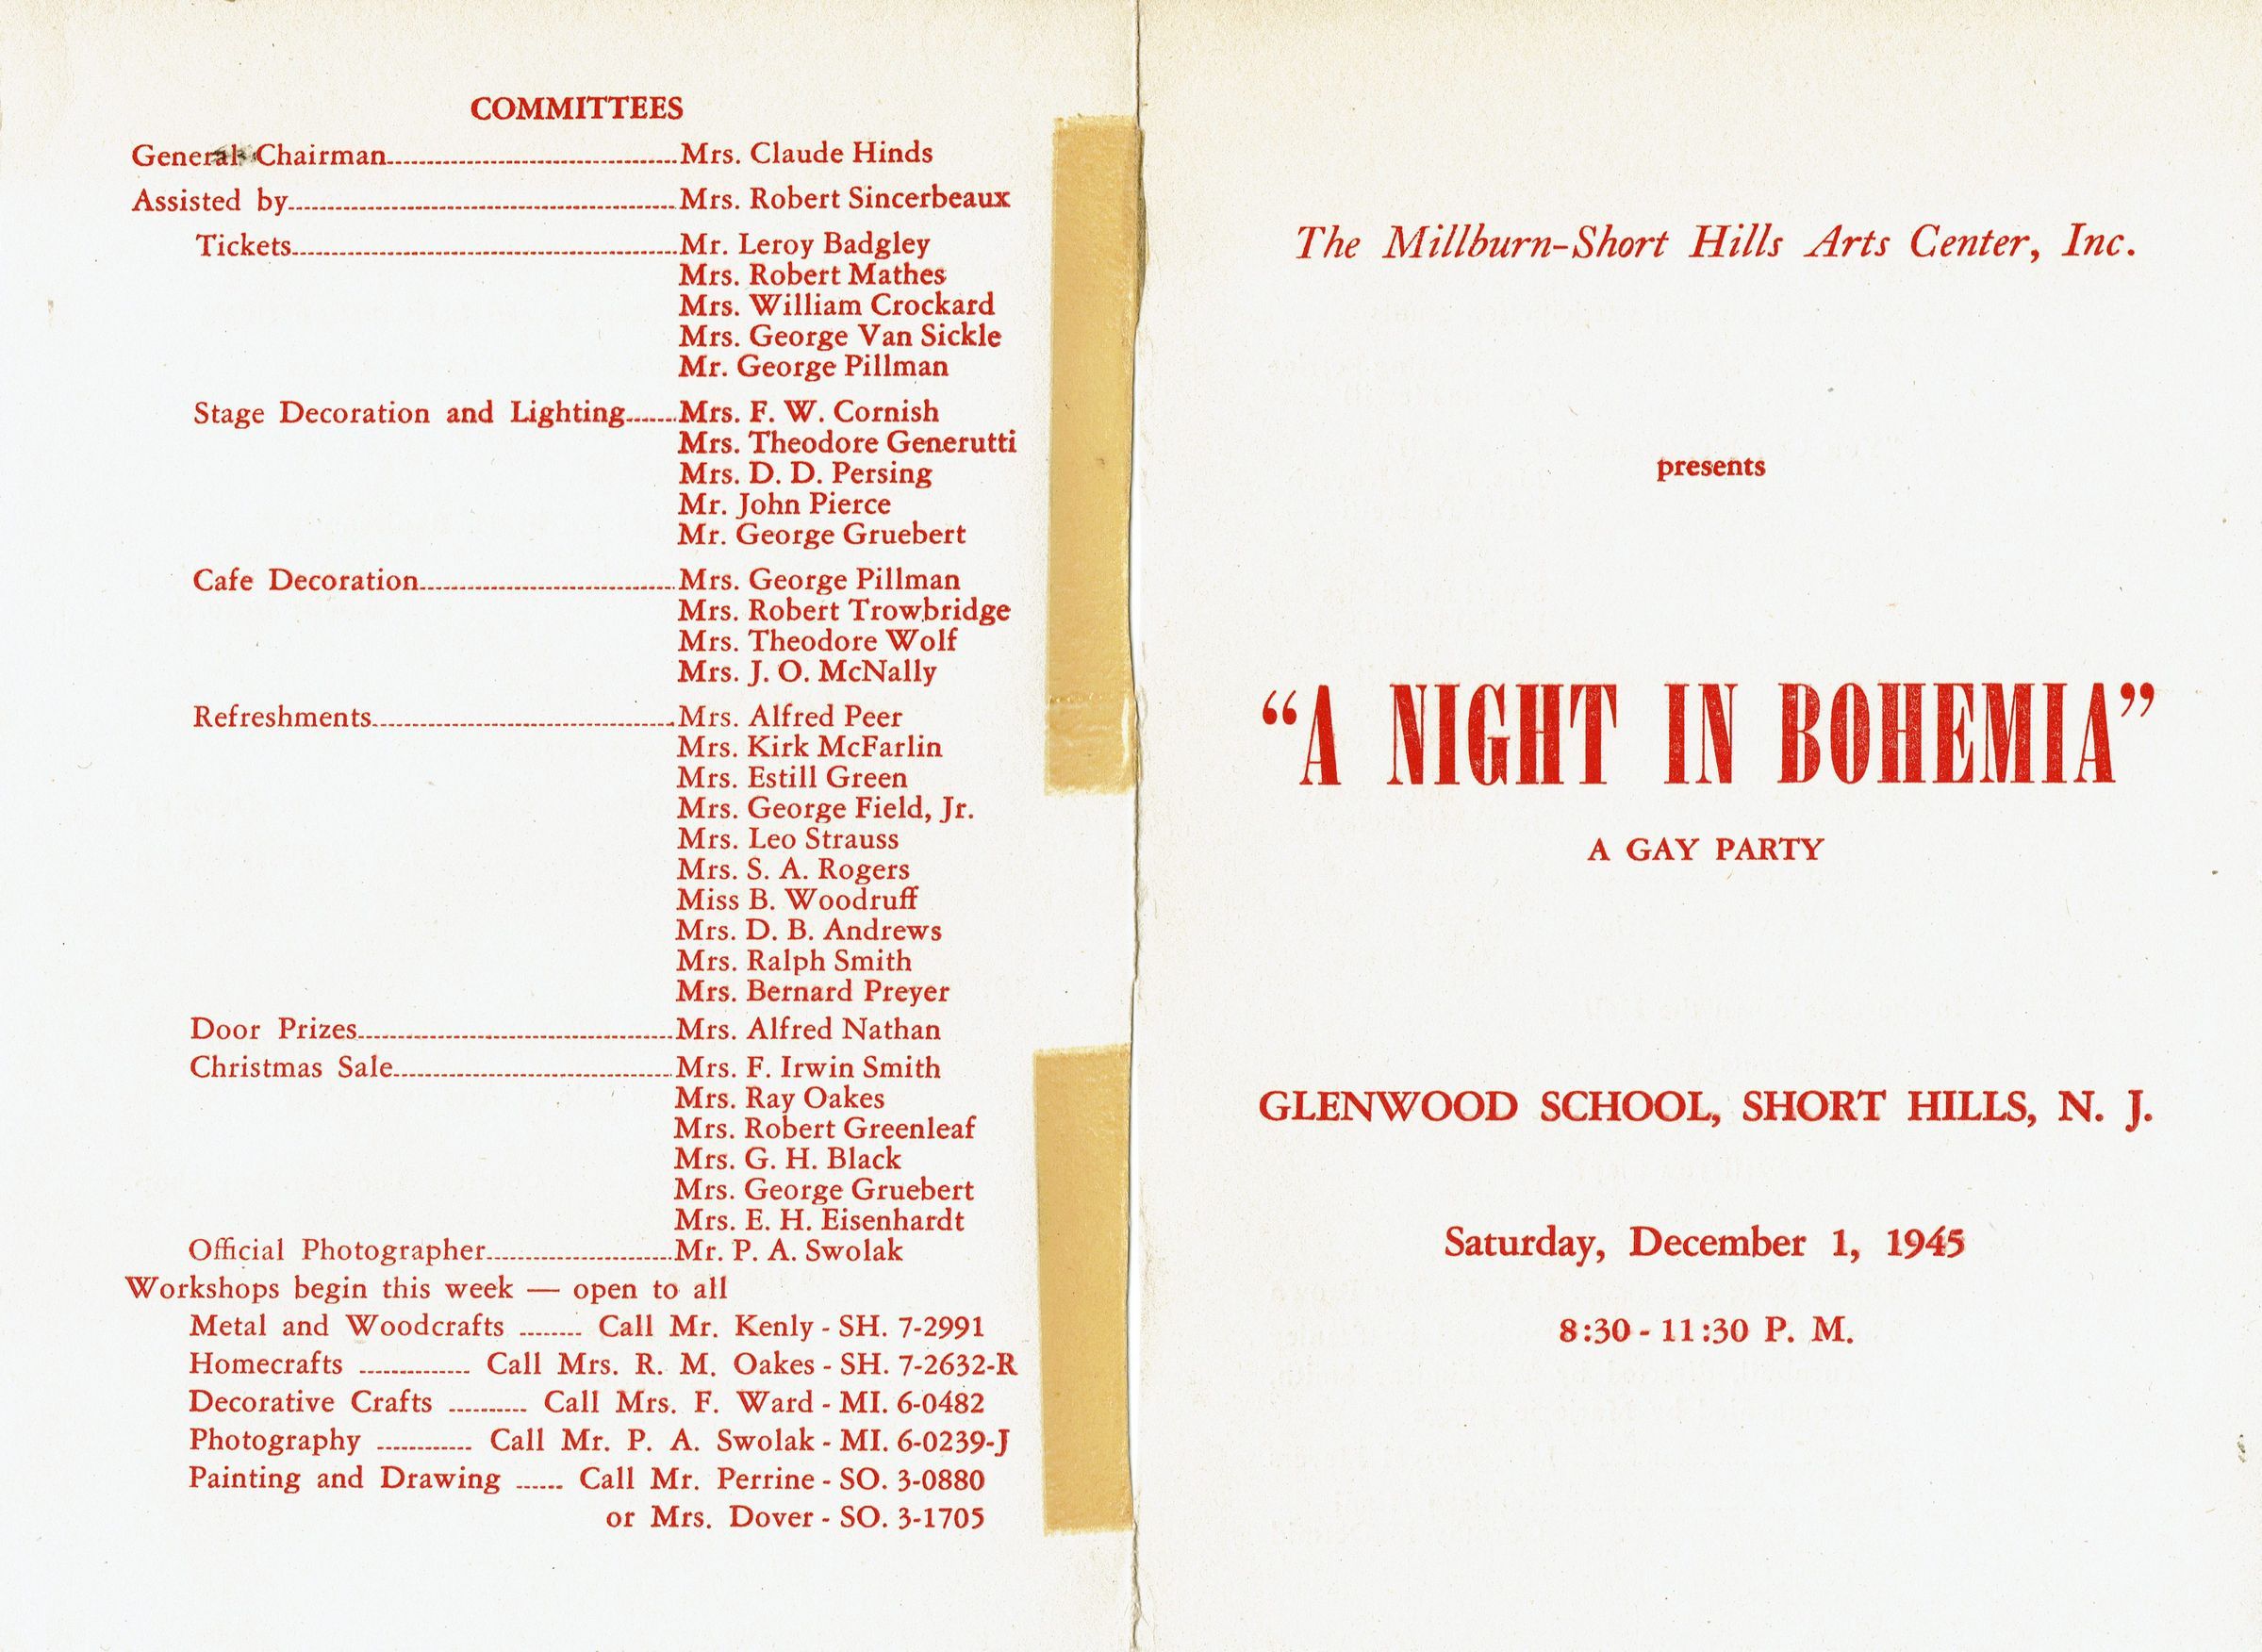 COMMITTEES
General Chairman........Mrs. Claude Hinds
Assisted by........Mrs. Robert Sincerbeaux
Tickets........Mr. Leroy Badgley
Mrs. Robert Mathes
Mrs. William Crockard
Mrs. George Van Sickle
Mr. George Pillman
Stage Decoration and Lighting......Mrs. F. W. Cornish
Mrs. Theodore Generutti
Mrs. D. D. Persing
Mr. John Pierce
Mr. George Gruebert
Cafe Decoration........Mrs. George Pillman
Mrs. Robert Trowbridge
Mrs. Theodore Wolf
Mrs. J. O. McNally
Refreshments........Mrs. Alfred Peer
Mrs. Kirk McFarlin
Mrs. Estill Green
Mrs. George Field, Jr.
Mrs. Leo Strauss
Mrs. S. A. Rogers
Miss B. Woodruff
Mrs. D. B. Andrews
Mrs. Ralph Smith
Mrs. Bernard Preyer
Door Prizes........Mrs. Alfred Nathan
Christmas Sale........Mrs. F. Irwin Smith
Mrs. Ray Oakes
Mrs. Robert Greenleaf
Mrs. G. H. Black
Mrs. George Gruebert
Mrs. E. H. Eisenhardt
Official Photographer........Mr. P. A. Swolak
Workshops begin this week — open to all
Metal and Woodcrafts ........ Call Mr. Kenly - SH. 7-2991
Homecrafts ............. Call Mrs. R. M. Oakes - SH. 7-2632-R
Decorative Crafts .......... Call Mrs. F. Ward - MI. 6-0482
Photography ............ Call Mr. P. A. Swolak - MI. 6-0239-J
Painting and Drawing ...... Call Mr. Perrine - SO. 3-0880
or Mrs. Dover - SO. 3-1705
The Millburn-Short Hills Arts Center, Inc.
presents
“A NIGHT IN BOHEMIA”
A GAY PARTY
GLENWOOD SCHOOL, SHORT HILLS, N. J.
Saturday, December 1, 1945
8:30 - 11:30 P. M.